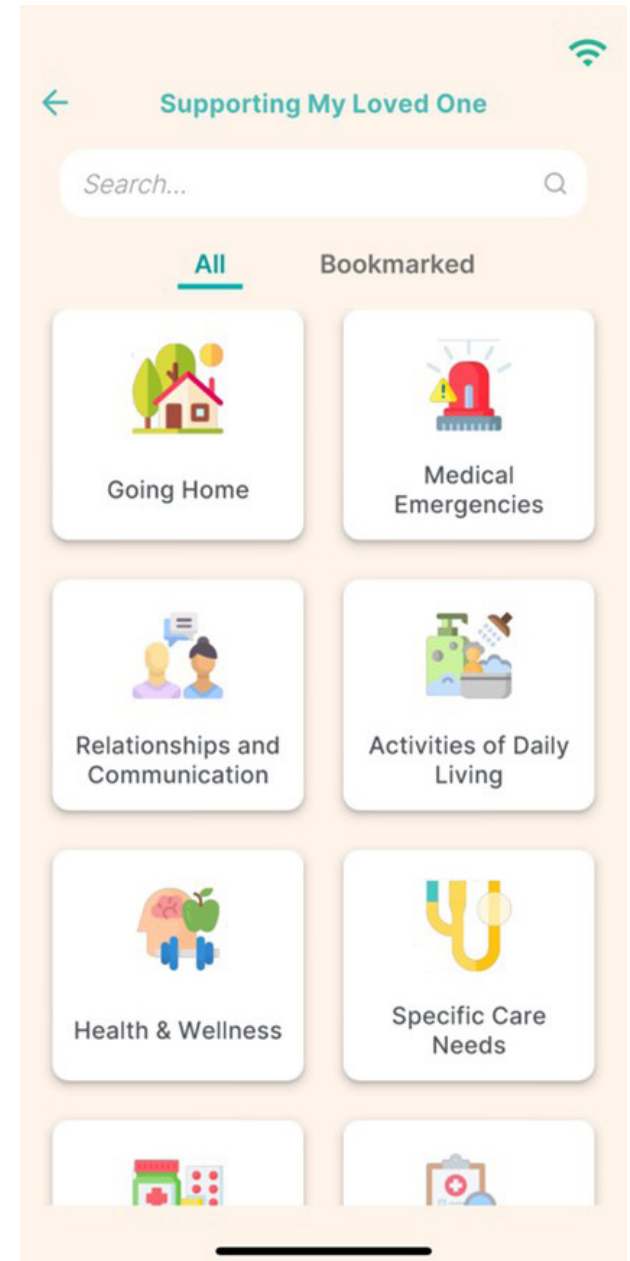 Supporting My Loved One
Search...
All Bookmarked
Going Home
Medical
Emergencies
Relationships and
Communication
Activities of Daily
Living
Health & Wellness
Specific Care
Needs